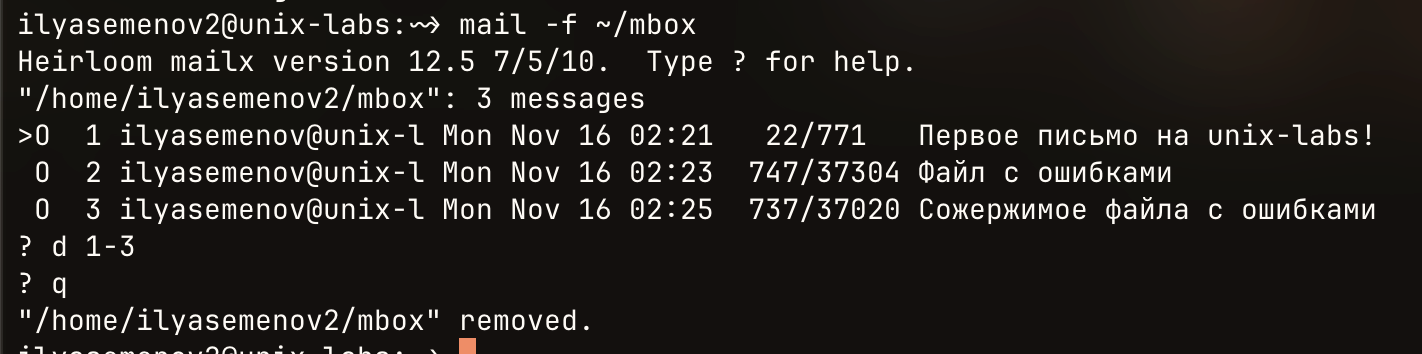 ilyasemenov2@unix-labs:~> mail -f ~/mbox
Heirloom mailx version 12.5 7/5/10.  Type ? for help.
"/home/ilyasemenov2/mbox": 3 messages
>O  1 ilyasemenov@unix-l Mon Nov 16 02:21   22/771   Первое письмо на unix-labs!
 O  2 ilyasemenov@unix-l Mon Nov 16 02:23  747/37304 Файл с ошибками
 O  3 ilyasemenov@unix-l Mon Nov 16 02:25  737/37020 Сожержимое файла с ошибками
? d 1-3
? q
"/home/ilyasemenov2/mbox" removed.
ilyasemenov2@unix-labs:~>